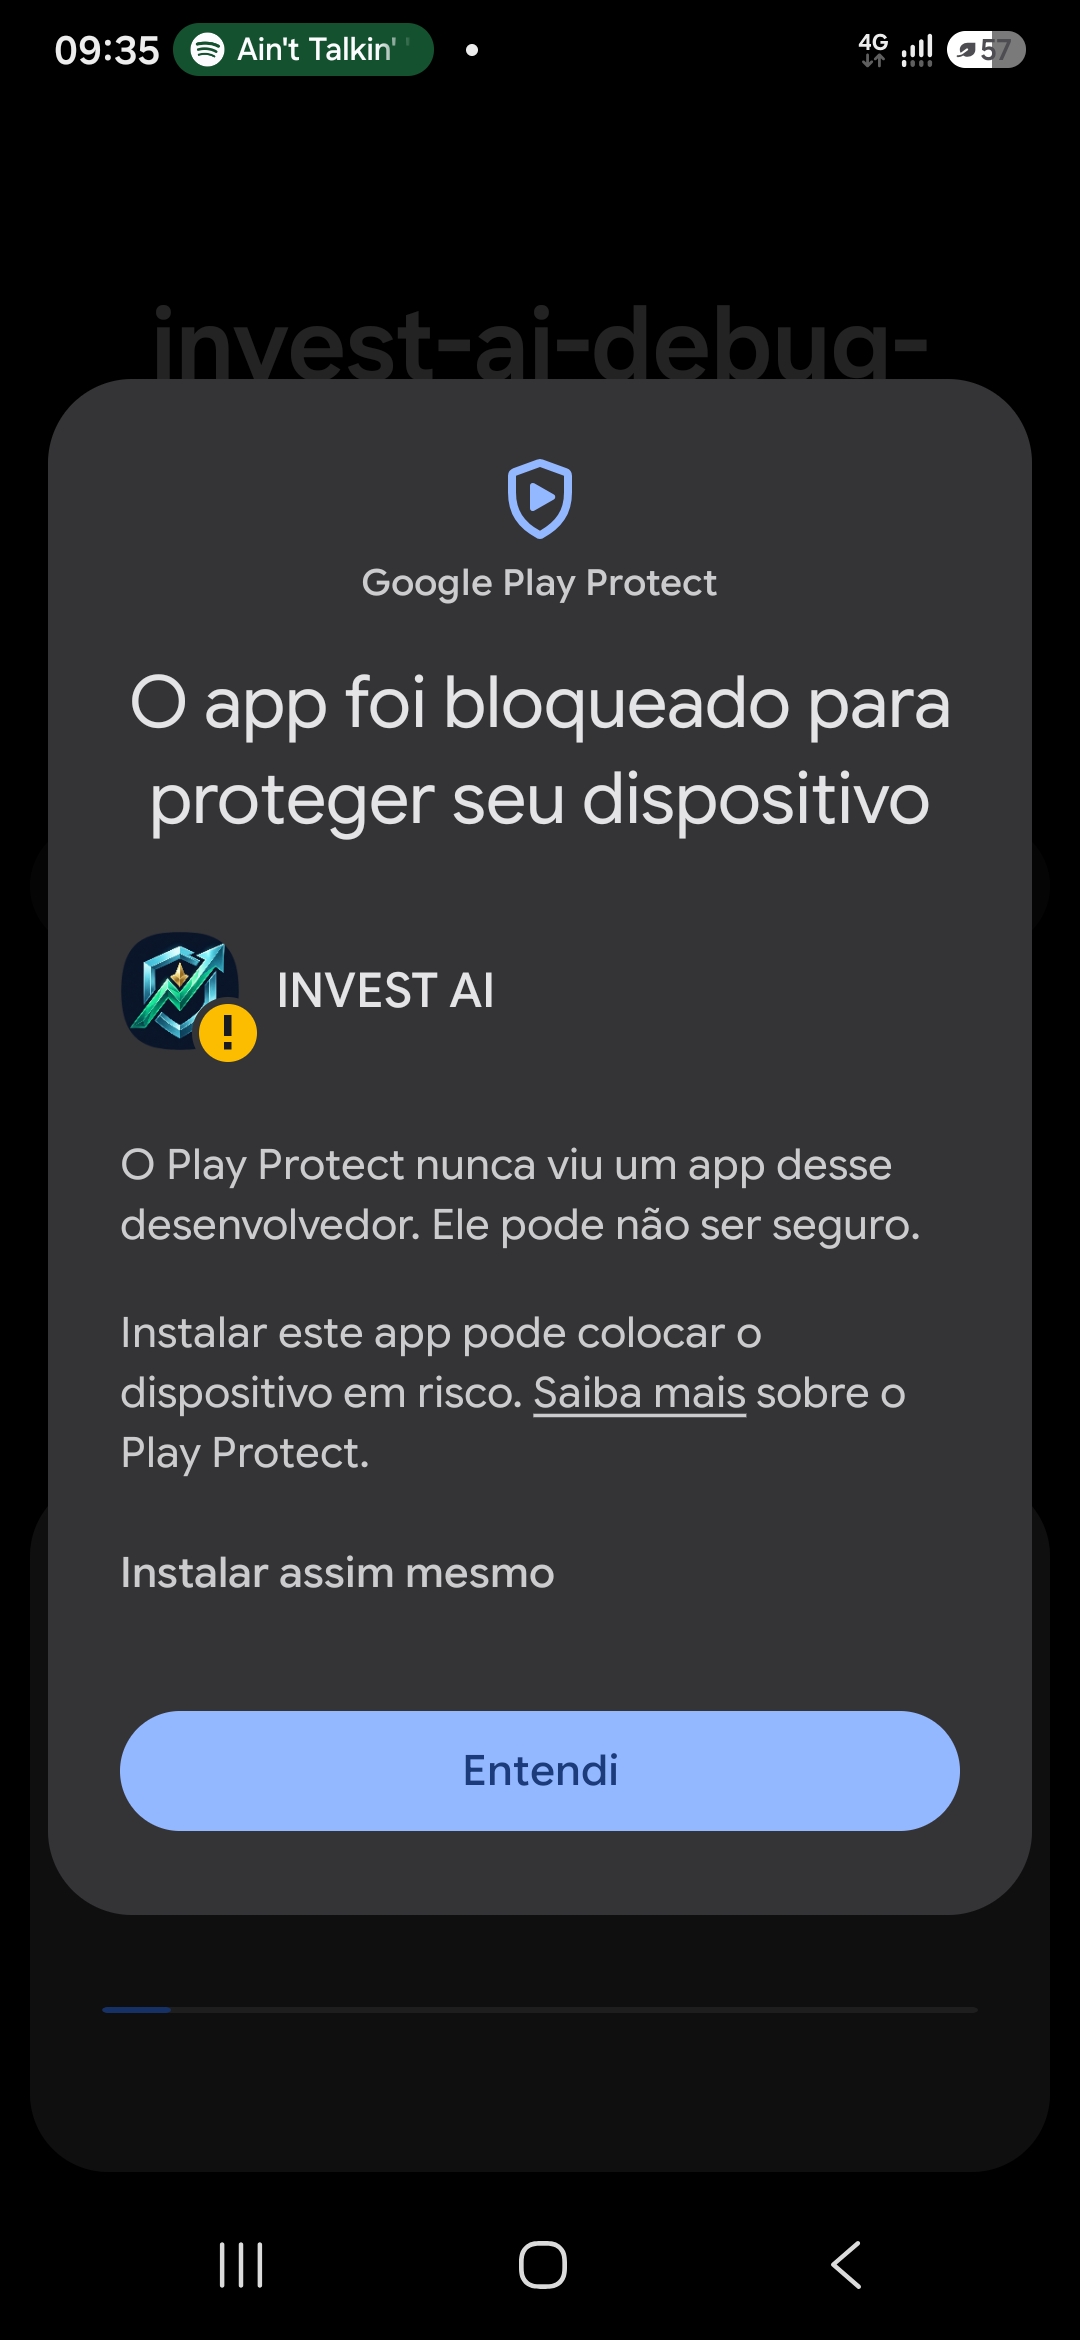 09:35 Ain't Talkin' '
4G 57
invest-ai-debug-
Google Play Protect
O app foi bloqueado para
proteger seu dispositivo
INVEST AI
O Play Protect nunca viu um app desse
desenvolvedor. Ele pode não ser seguro.
Instalar este app pode colocar o
dispositivo em risco. Saiba mais sobre o
Play Protect.
Instalar assim mesmo
Entendi